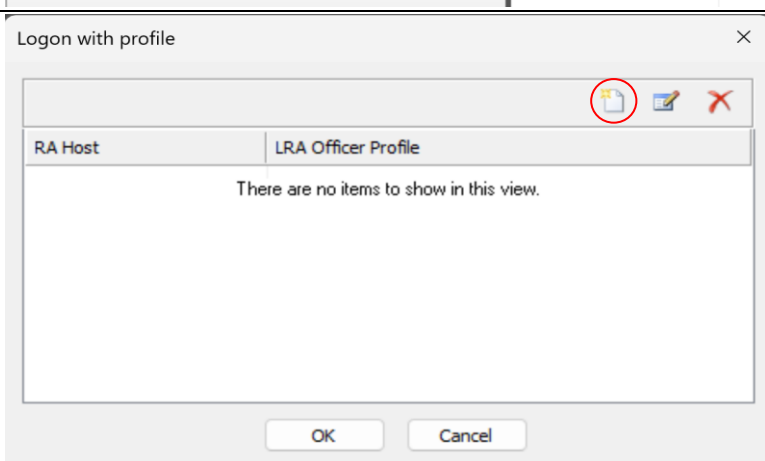 Logon with profile
RA Host LRA Officer Profile
There are no items to show in this view.
OK Cancel